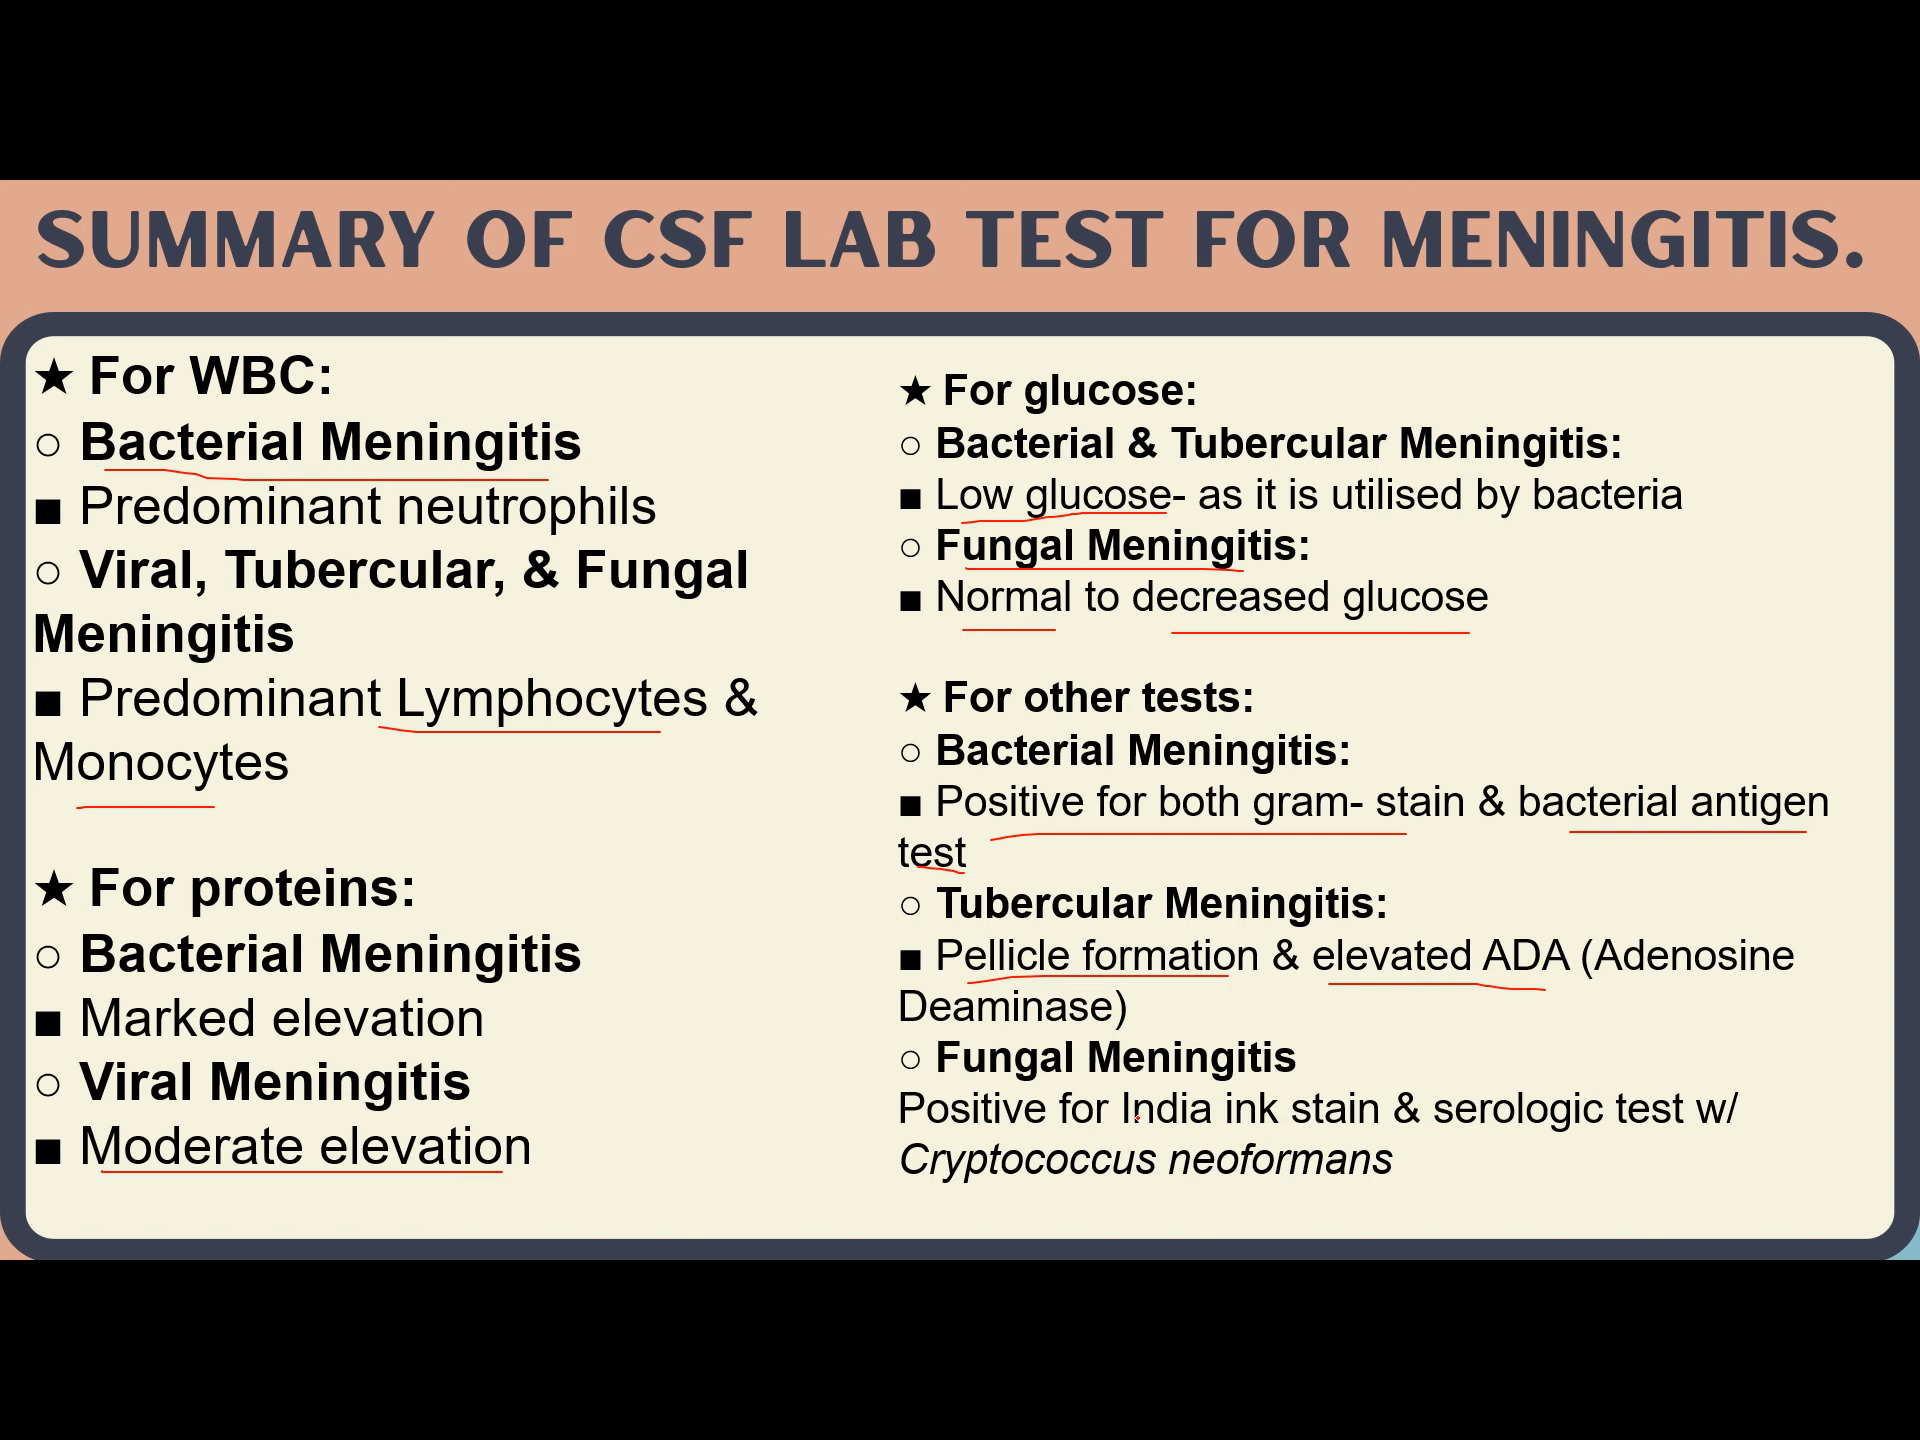 SUMMARY OF CSF LAB TEST FOR MENINGITIS.
★ For WBC:
○ Bacterial Meningitis
■ Predominant neutrophils
○ Viral, Tubercular, & Fungal
Meningitis
■ Predominant Lymphocytes &
Monocytes
★ For proteins:
○ Bacterial Meningitis
■ Marked elevation
○ Viral Meningitis
■ Moderate elevation
★ For glucose:
○ Bacterial & Tubercular Meningitis:
■ Low glucose- as it is utilised by bacteria
○ Fungal Meningitis:
■ Normal to decreased glucose
★ For other tests:
○ Bacterial Meningitis:
■ Positive for both gram- stain & bacterial antigen
test
○ Tubercular Meningitis:
■ Pellicle formation & elevated ADA (Adenosine
Deaminase)
○ Fungal Meningitis
Positive for India ink stain & serologic test w/
Cryptococcus neoformans